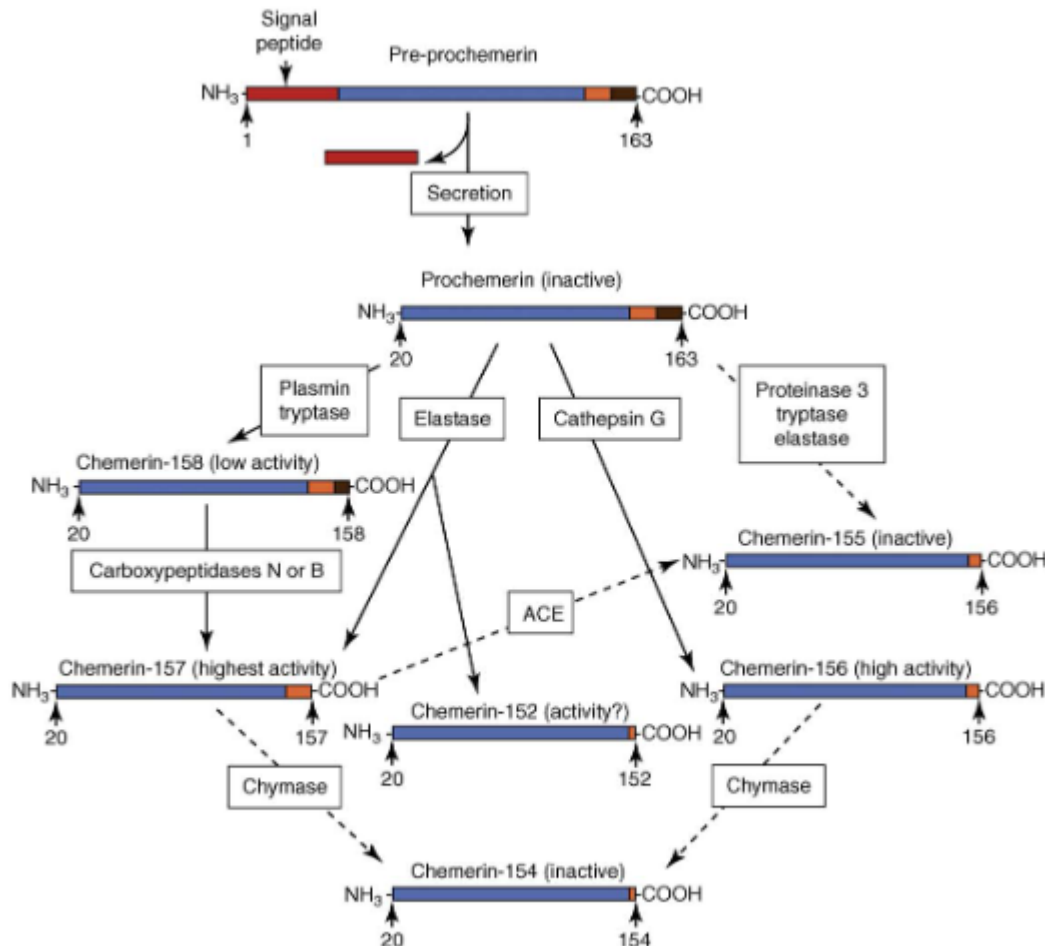 Signal
peptide
Pre-prochemerin
NH3
COOH
1
163
Secretion
Prochemerin (inactive)
NH3
COOH
20
163
Plasmin
tryptase
Elastase
Cathepsin G
Proteinase 3
tryptase
elastase
Chemerin-158 (low activity)
NH3
COOH
20
158
Chemerin-155 (inactive)
NH3
COOH
20
156
Carboxypeptidases N or B
ACE
Chemerin-157 (highest activity)
NH3
COOH
20
157
Chemerin-152 (activity?)
NH3
COOH
20
152
Chemerin-156 (high activity)
NH3
COOH
20
156
Chymase
Chymase
Chemerin-154 (inactive)
NH3
COOH
20
154